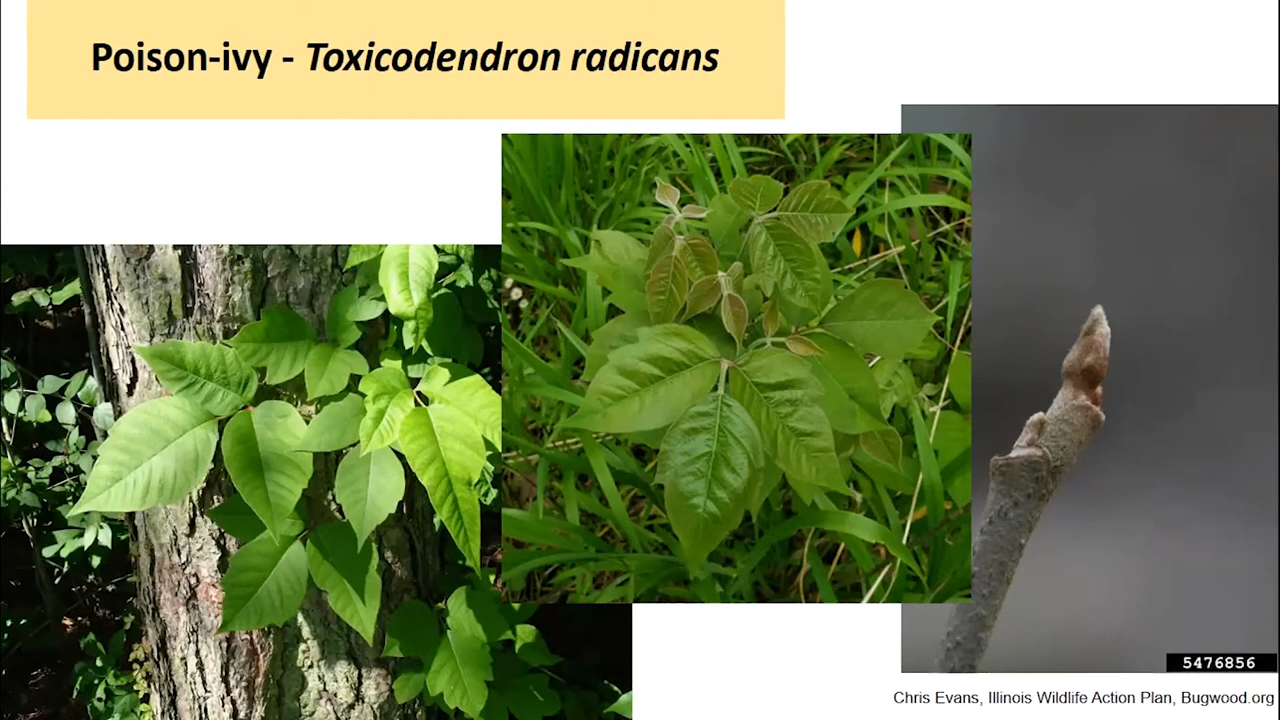 Poison-ivy - Toxicodendron radicans
5476856
Chris Evans, Illinois Wildlife Action Plan, Bugwood.org